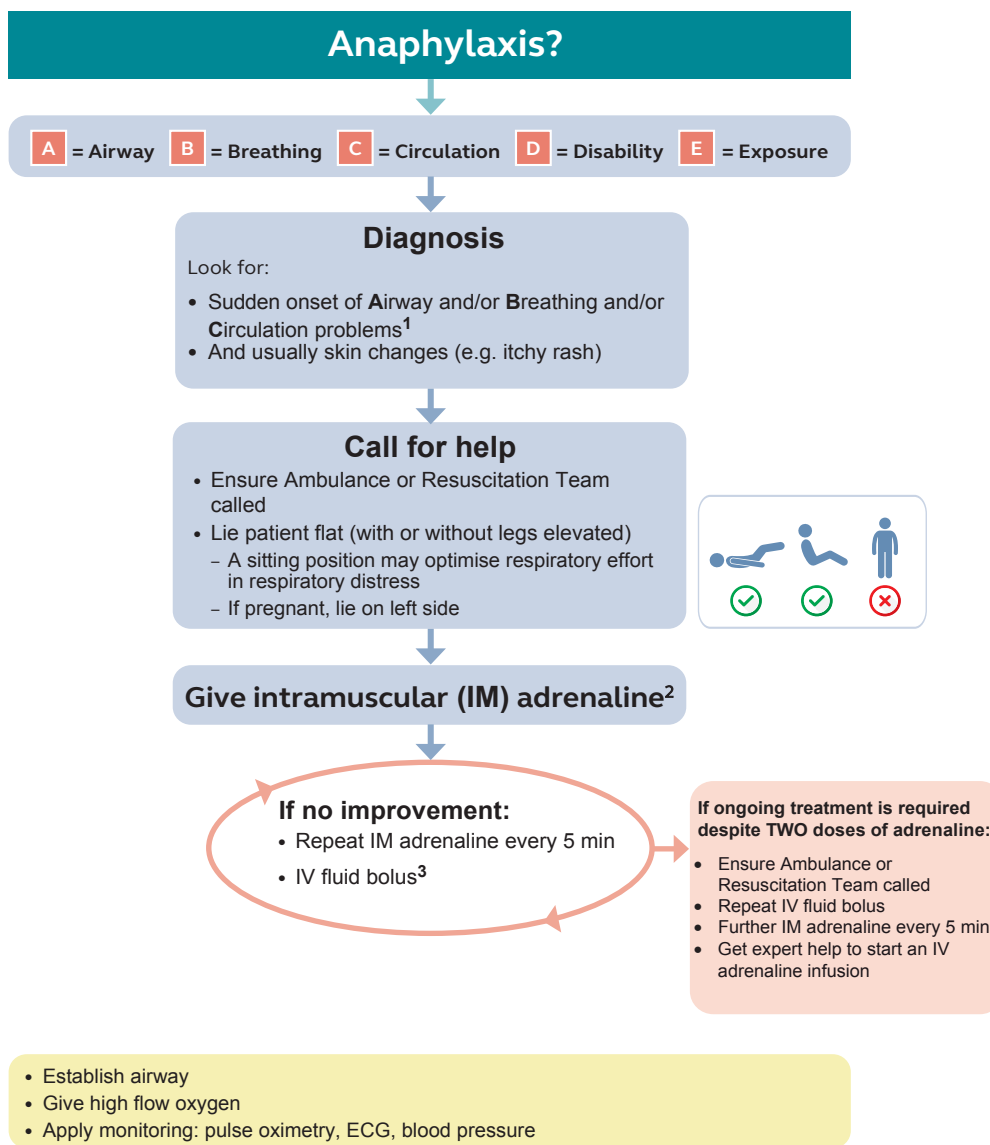 Anaphylaxis?
A = Airway B = Breathing C = Circulation D = Disability E = Exposure
Diagnosis
Look for:
• Sudden onset of Airway and/or Breathing and/or
Circulation problems1
• And usually skin changes (e.g. itchy rash)
Call for help
• Ensure Ambulance or Resuscitation Team
called
• Lie patient flat (with or without legs elevated)
– A sitting position may optimise respiratory effort
in respiratory distress
– If pregnant, lie on left side
Give intramuscular (IM) adrenaline2
If no improvement:
• Repeat IM adrenaline every 5 min
• IV fluid bolus3
If ongoing treatment is required
despite TWO doses of adrenaline:
• Ensure Ambulance or
Resuscitation Team called
• Repeat IV fluid bolus
• Further IM adrenaline every 5 min
• Get expert help to start an IV
adrenaline infusion
• Establish airway
• Give high flow oxygen
• Apply monitoring: pulse oximetry, ECG, blood pressure